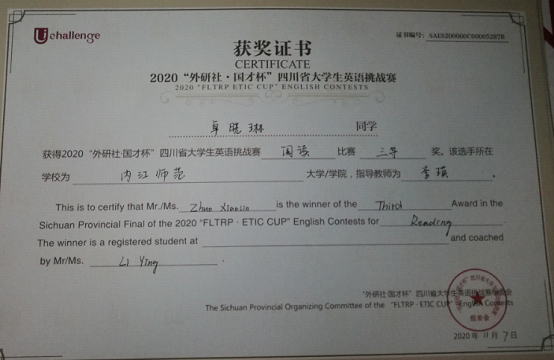 Uchallenge
证书编号: SAES200000C00005287B
获奖证书
CERTIFICATE
2020“外研社·国才杯”四川省大学生英语挑战赛
2020 "FLTRP·ETIC CUP" ENGLISH CONTESTS
卓晓琳 同学
获得2020“外研社·国才杯”四川省大学生英语挑战赛 阅读 比赛 三等 奖。该选手所在
学校为 内江师范 大学/学院,指导教师为 李瑛 。
This is to certify that Mr./Ms. Zhuo Xiaolin is the winner of the Third Award in the
Sichuan Provincial Final of the 2020 "FLTRP·ETIC CUP" English Contests for Reading .
The winner is a registered student at and coached
by Mr/Ms. Li Ying .
“外研社·国才杯”四川省大学生英语挑战赛组委会
The Sichuan Provincial Organizing Committee of the "FLTRP·ETIC CUP" English Contests
组委会
2020 年 11 月 7 日